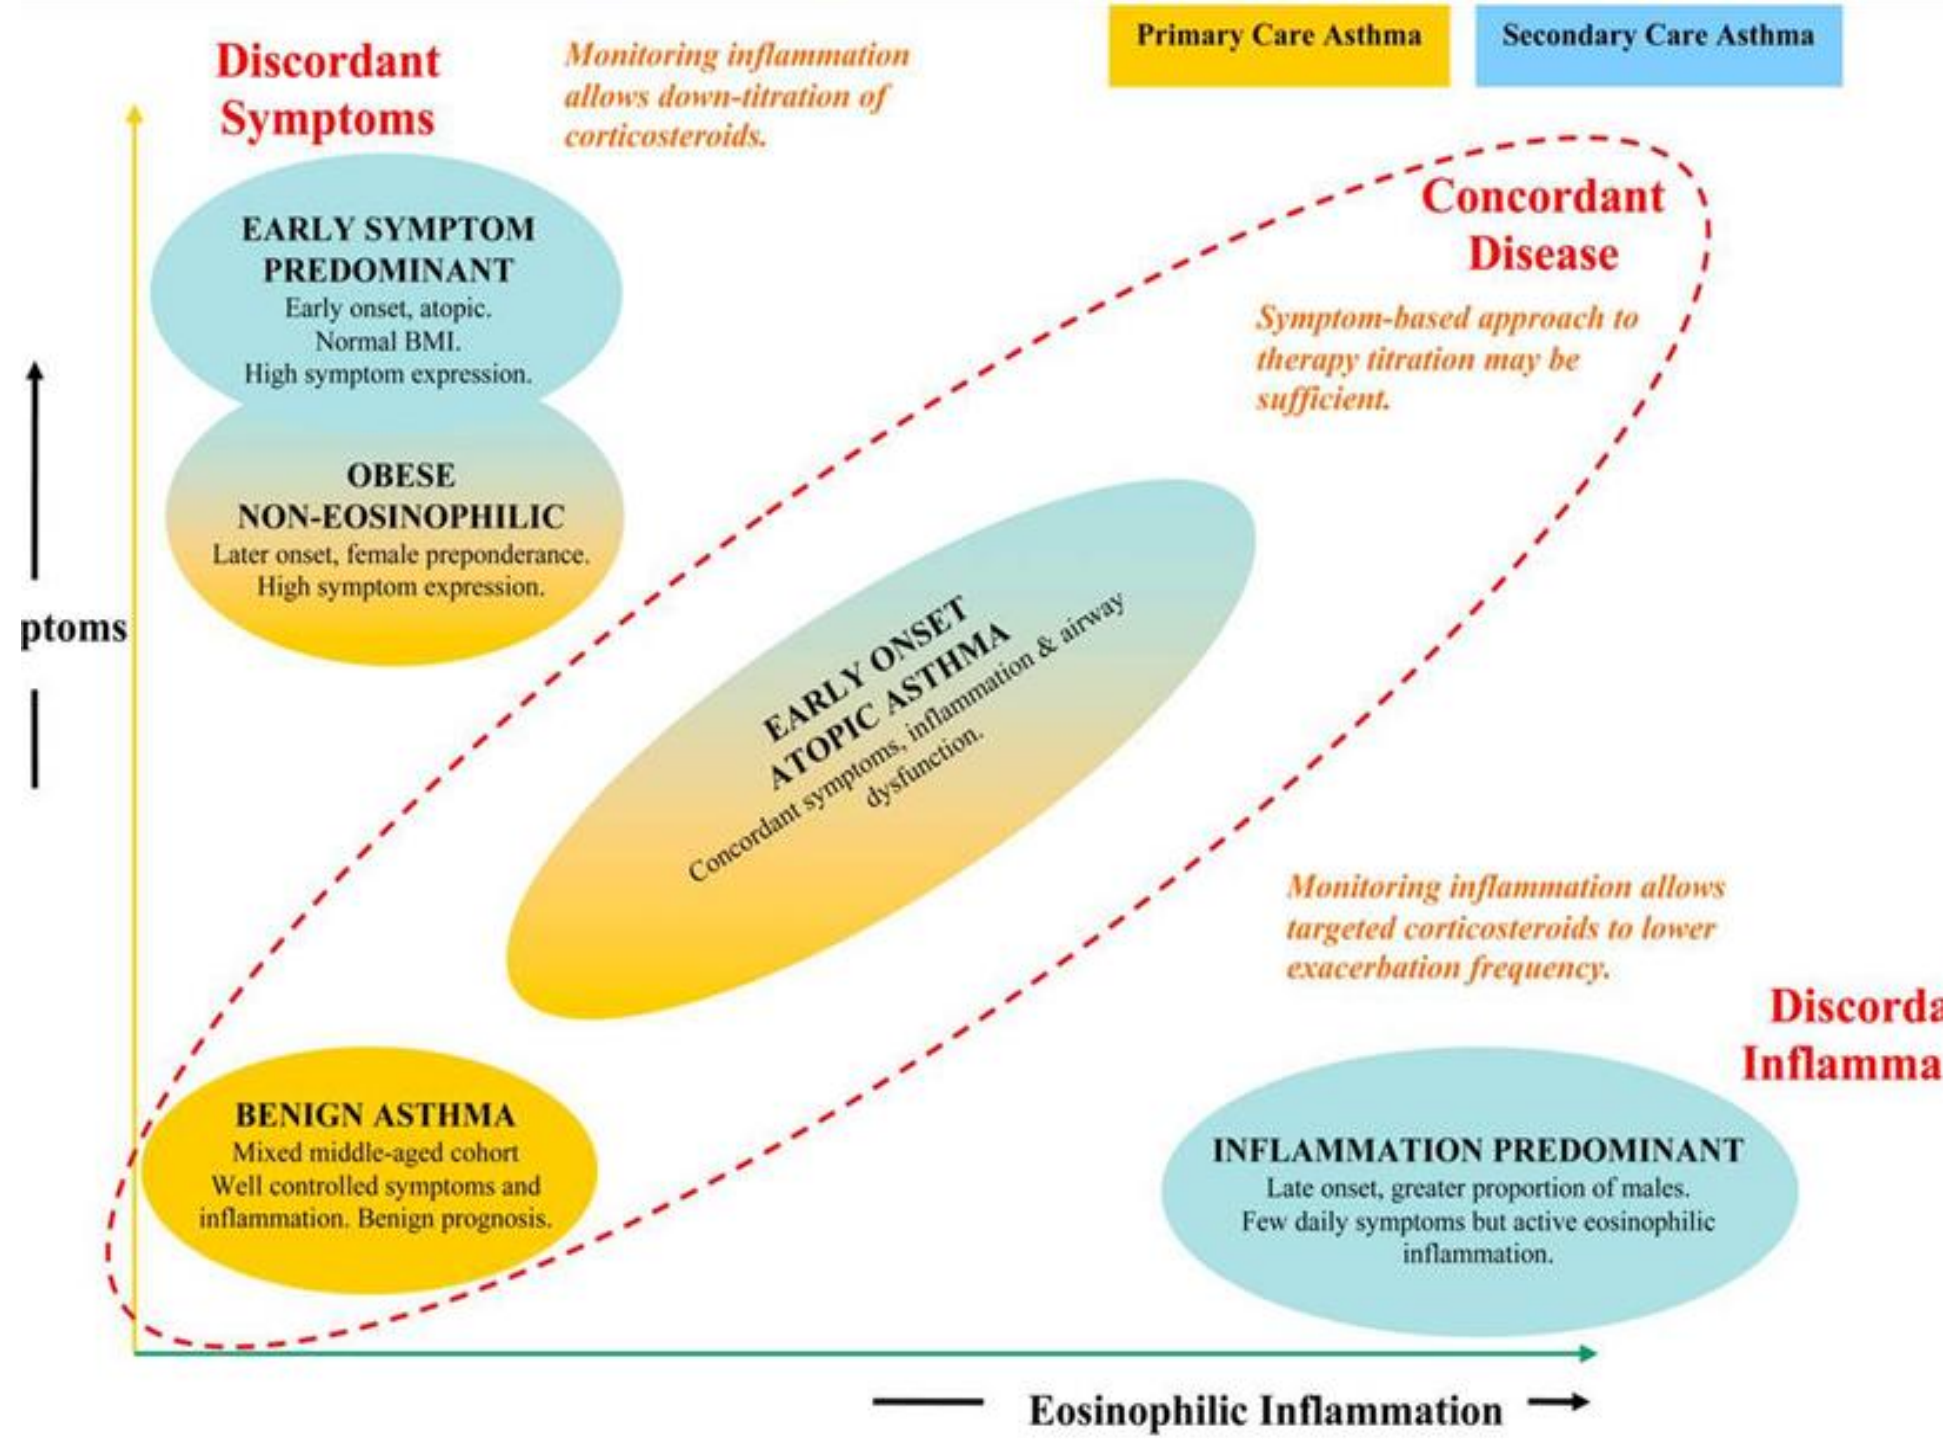 Primary Care Asthma
Secondary Care Asthma
Discordant
Symptoms
Monitoring inflammation
allows down-titration of
corticosteroids.
EARLY SYMPTOM
PREDOMINANT
Early onset, atopic.
Normal BMI.
High symptom expression.
OBESE
NON-EOSINOPHILIC
Later onset, female preponderance.
High symptom expression.
ptoms
Concordant
Disease
Symptom-based approach to
therapy titration may be
sufficient.
EARLY ONSET
ATOPIC ASTHMA
Concordant symptoms, inflammation & airway
dysfunction.
Monitoring inflammation allows
targeted corticosteroids to lower
exacerbation frequency.
Discorda
Inflamma
BENIGN ASTHMA
Mixed middle-aged cohort
Well controlled symptoms and
inflammation. Benign prognosis.
INFLAMMATION PREDOMINANT
Late onset, greater proportion of males.
Few daily symptoms but active eosinophilic
inflammation.
Eosinophilic Inflammation